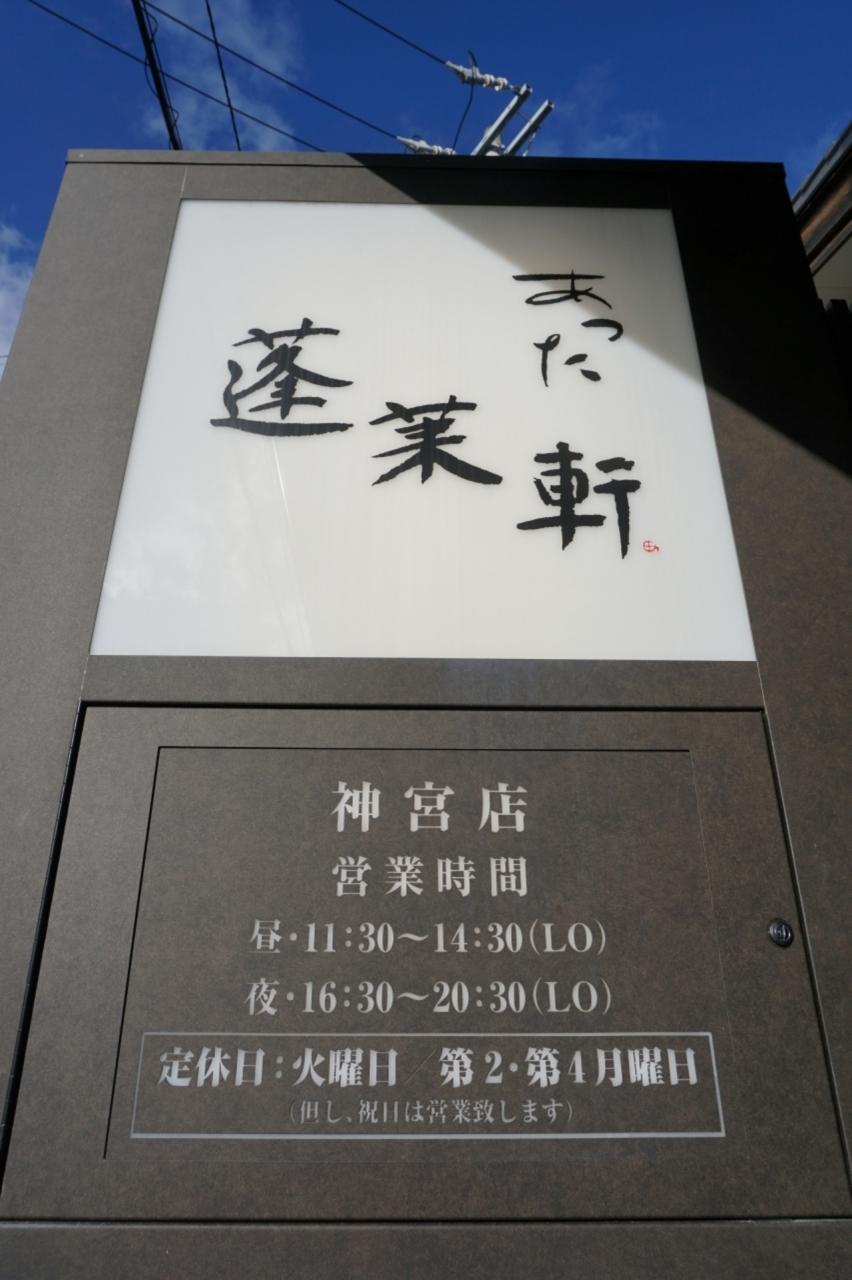 あつた
蓬莱軒
神宮店
営業時間
昼・11:30〜14:30(LO)
夜・16:30〜20:30(LO)
定休日:火曜日／第2・第4月曜日
(但し、祝日は営業致します)